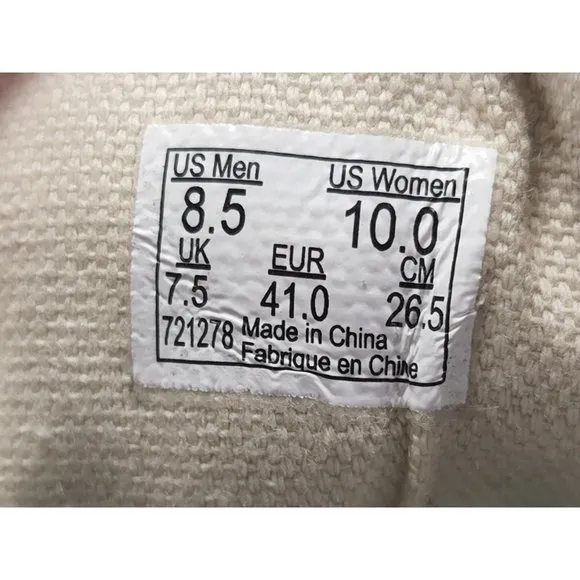 US Men US Women
8.5 10.0
UK EUR CM
7.5 41.0 26.5
721278 Made in China
Fabrique en Chine